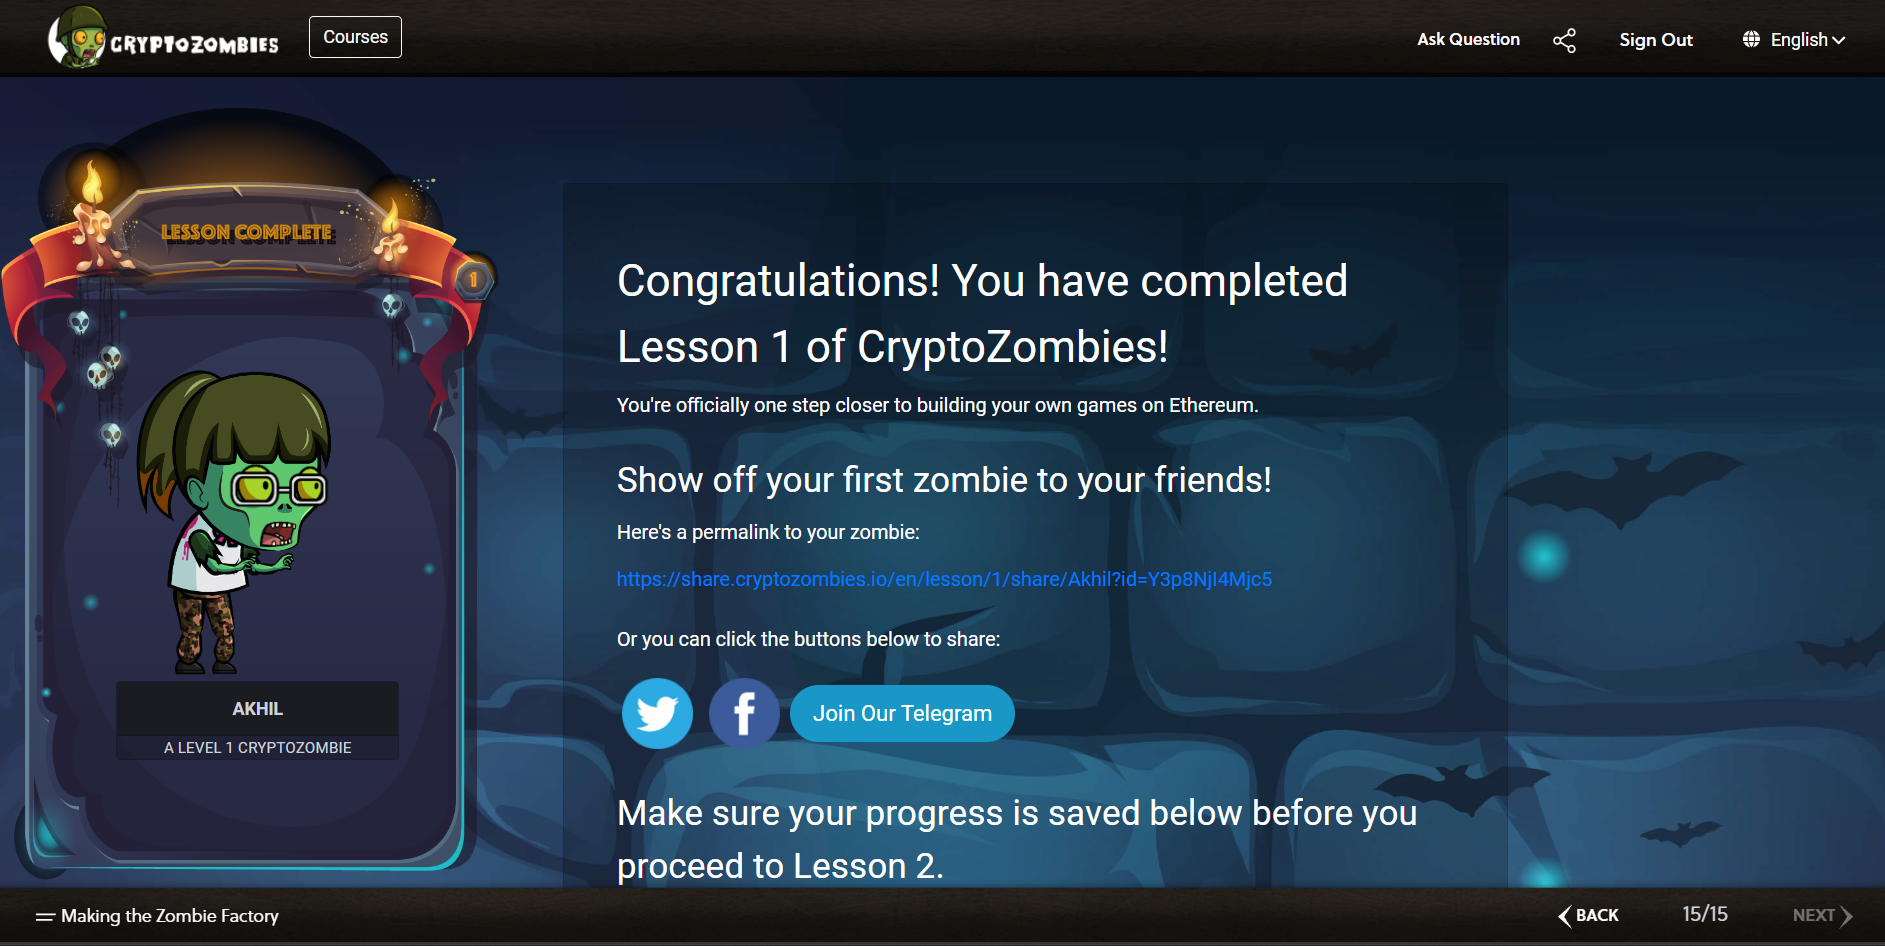 CRYPTOZOMBIES
Courses
Ask Question
Sign Out
English
LESSON COMPLETE
1
AKHIL
A LEVEL 1 CRYPTOZOMBIE
Congratulations! You have completed
Lesson 1 of CryptoZombies!
You're officially one step closer to building your own games on Ethereum.
Show off your first zombie to your friends!
Here's a permalink to your zombie:
https://share.cryptozombies.io/en/lesson/1/share/Akhil?id=Y3p8NjI4Mjc5
Or you can click the buttons below to share:
Join Our Telegram
Make sure your progress is saved below before you
proceed to Lesson 2.
Making the Zombie Factory
BACK
15/15
NEXT